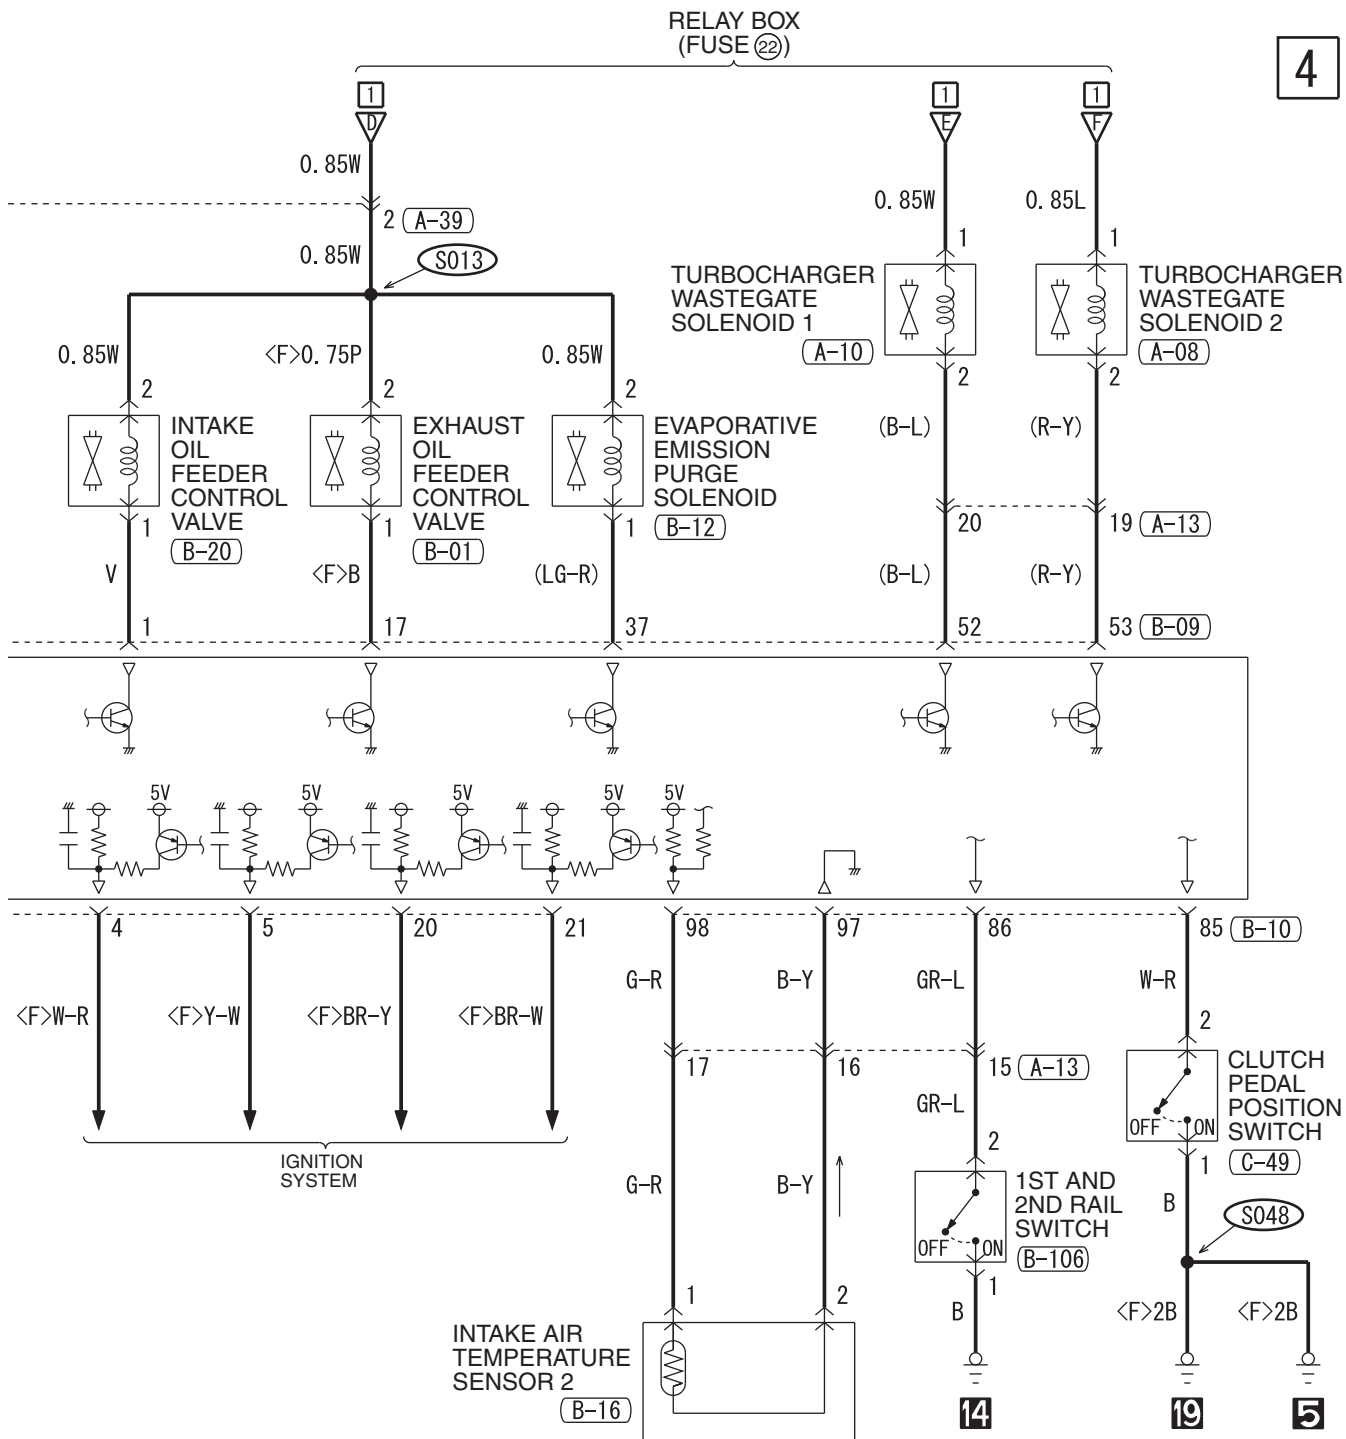 RELAY BOX
(FUSE 22)
4
1
1
1
D
E
F
0.85W
2 A-39
0.85W
S013
0.85W
0.85L
1
1
TURBOCHARGER
WASTEGATE
SOLENOID 1
A-10
TURBOCHARGER
WASTEGATE
SOLENOID 2
A-08
2
2
0.85W
<F>0.75P
0.85W
2
2
2
INTAKE
OIL
FEEDER
CONTROL
VALVE
B-20
EXHAUST
OIL
FEEDER
CONTROL
VALVE
B-01
EVAPORATIVE
EMISSION
PURGE
SOLENOID
B-12
(B-L)
(R-Y)
1
1
1
20
19 A-13
V
<F>B
(LG-R)
(B-L)
(R-Y)
1
17
37
52
53 B-09
5V
5V
5V
5V
5V
4
5
20
21
98
97
86
85 B-10
<F>W-R
<F>Y-W
<F>BR-Y
<F>BR-W
G-R
B-Y
GR-L
W-R
2
17
16
15 A-13
CLUTCH
PEDAL
POSITION
SWITCH
C-49
OFF
ON
1
GR-L
IGNITION
SYSTEM
G-R
B-Y
2
1ST AND
2ND RAIL
SWITCH
B-106
OFF
ON
1
B
S048
1
2
B
<F>2B
<F>2B
INTAKE AIR
TEMPERATURE
SENSOR 2
B-16
14
19
5